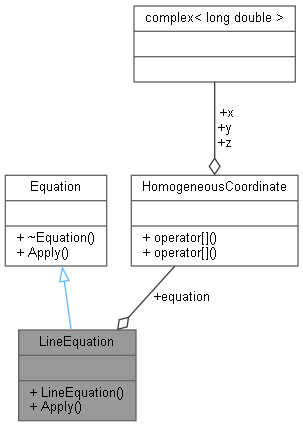 complex< long double >
+x
+y
+z
Equation
+ ~Equation()
+ Apply()
HomogeneousCoordinate
+ operator[]()
+ operator[]()
+equation
LineEquation
+ LineEquation()
+ Apply()